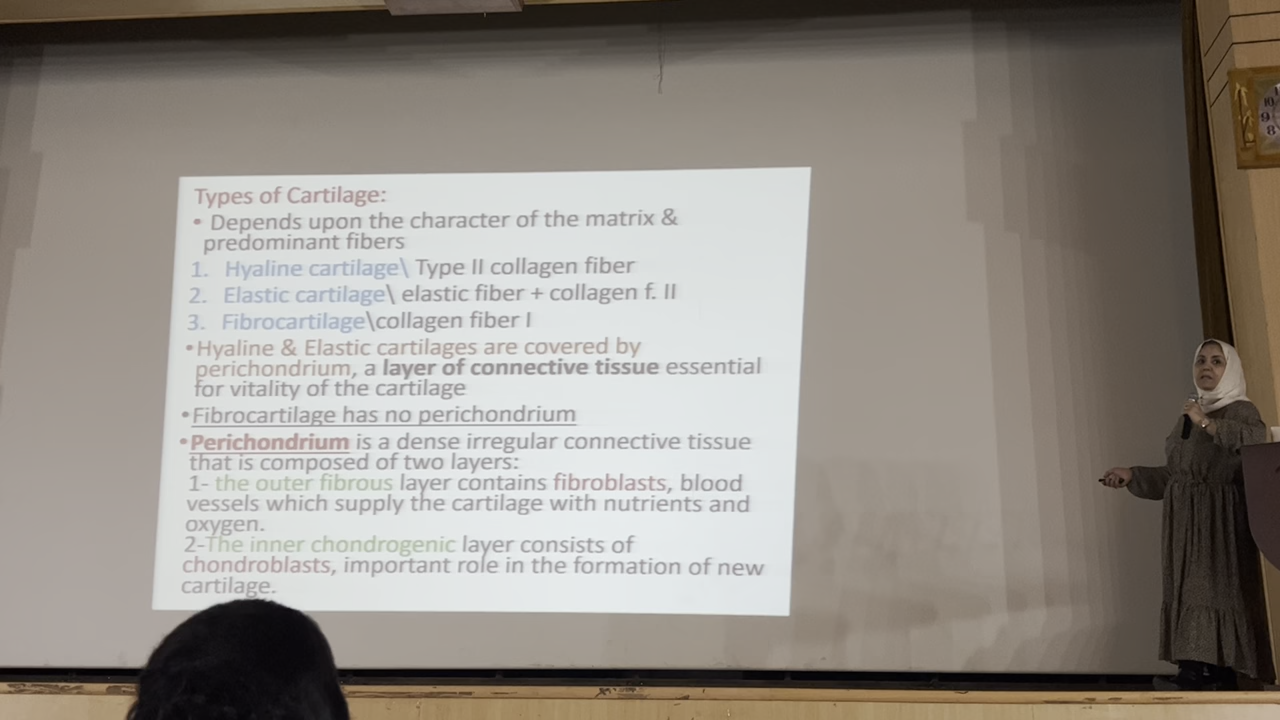 Types of Cartilage:
• Depends upon the character of the matrix &
predominant fibers
1. Hyaline cartilage\ Type II collagen fiber
2. Elastic cartilage\ elastic fiber + collagen f. II
3. Fibrocartilage\collagen fiber I
•Hyaline & Elastic cartilages are covered by
perichondrium, a layer of connective tissue essential
for vitality of the cartilage
•Fibrocartilage has no perichondrium
•Perichondrium is a dense irregular connective tissue
that is composed of two layers:
1- the outer fibrous layer contains fibroblasts, blood
vessels which supply the cartilage with nutrients and
oxygen.
2-The inner chondrogenic layer consists of
chondroblasts, important role in the formation of new
cartilage.
10
9
8